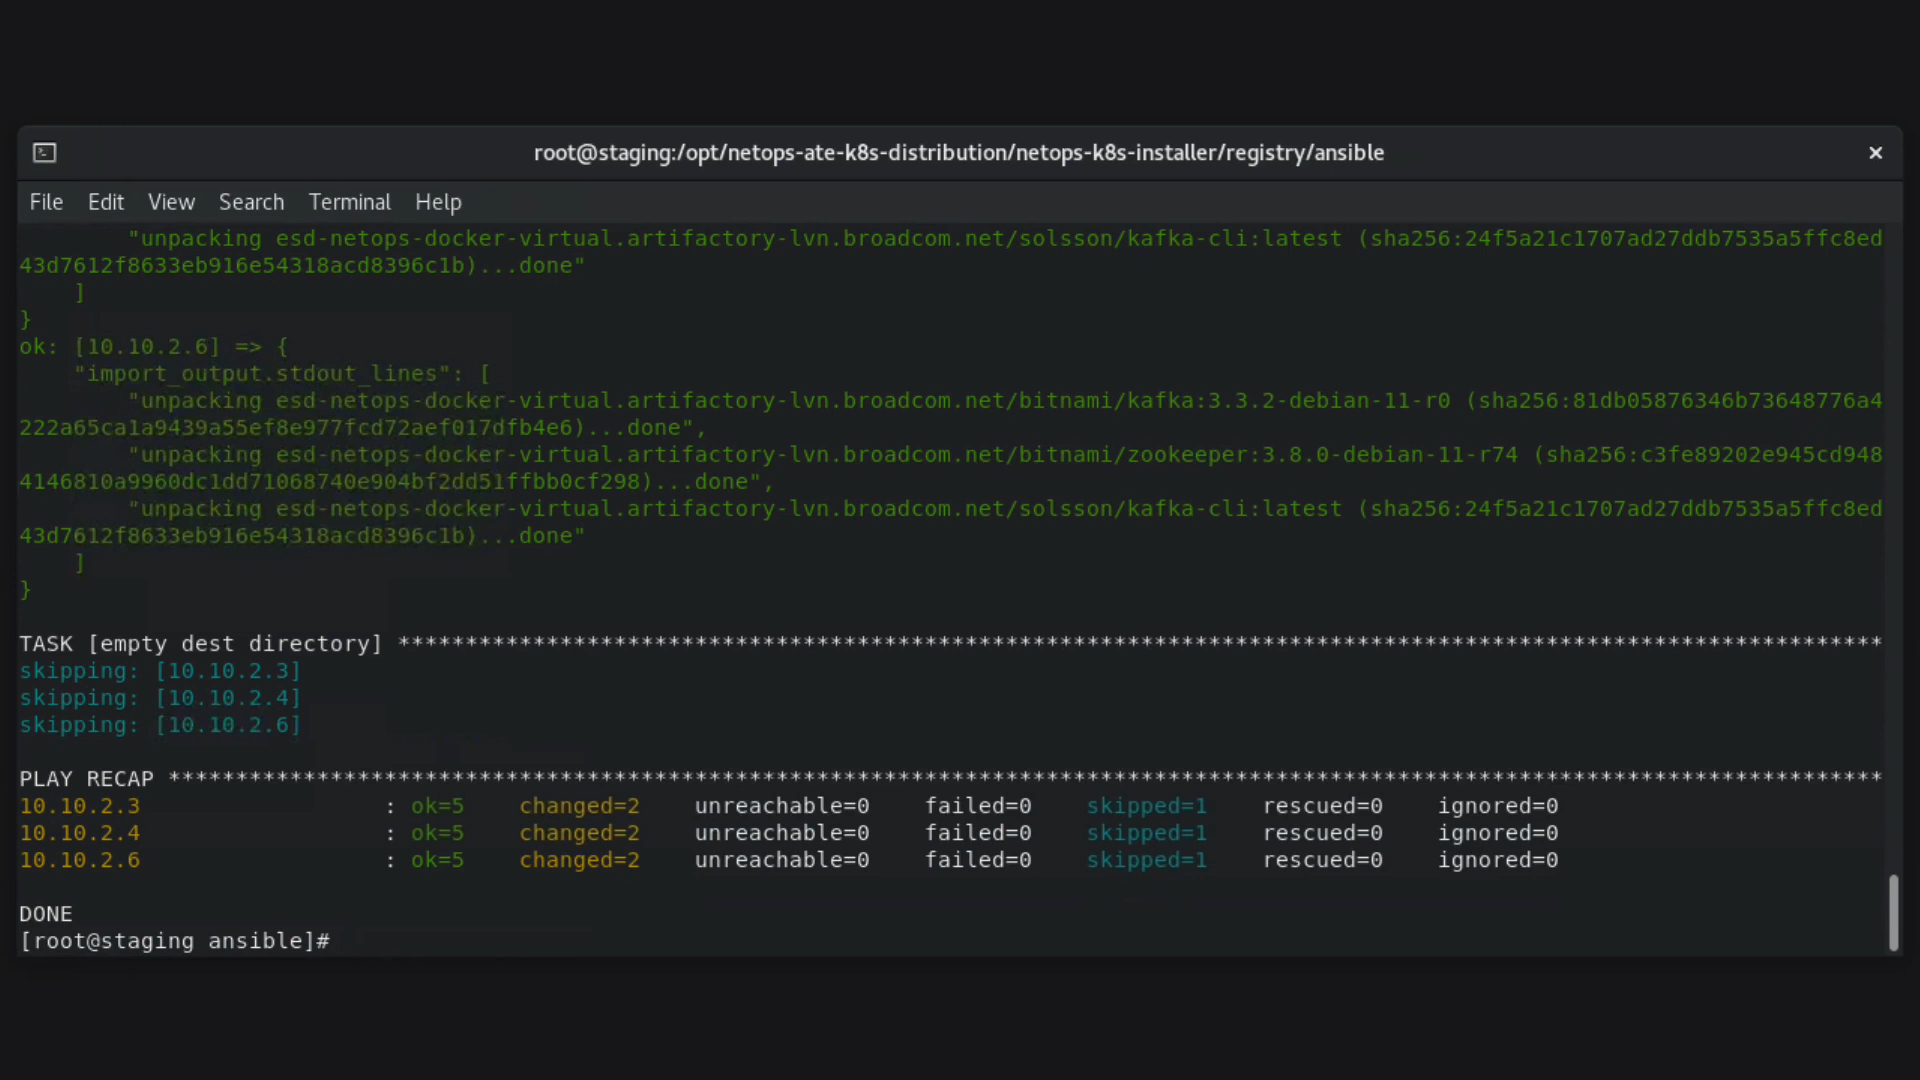 root@staging:/opt/netops-ate-k8s-distribution/netops-k8s-installer/registry/ansible
File Edit View Search Terminal Help
"unpacking esd-netops-docker-virtual.artifactory-lvn.broadcom.net/solsson/kafka-cli:latest (sha256:24f5a21c1707ad27ddb7535a5ffc8ed
43d7612f8633eb916e54318acd8396c1b)...done"
]
}
ok: [10.10.2.6] => {
"import_output.stdout_lines": [
"unpacking esd-netops-docker-virtual.artifactory-lvn.broadcom.net/bitnami/kafka:3.3.2-debian-11-r0 (sha256:81db05876346b73648776a4
222a65ca1a9439a55ef8e977fcd72aef017dfb4e6)...done",
"unpacking esd-netops-docker-virtual.artifactory-lvn.broadcom.net/bitnami/zookeeper:3.8.0-debian-11-r74 (sha256:c3fe89202e945cd948
4146810a9960dc1dd71068740e904bf2dd51ffbb0cf298)...done",
"unpacking esd-netops-docker-virtual.artifactory-lvn.broadcom.net/solsson/kafka-cli:latest (sha256:24f5a21c1707ad27ddb7535a5ffc8ed
43d7612f8633eb916e54318acd8396c1b)...done"
]
}
TASK [empty dest directory] **************************************************************************************************************
skipping: [10.10.2.3]
skipping: [10.10.2.4]
skipping: [10.10.2.6]
PLAY RECAP *******************************************************************************************************************************
10.10.2.3 : ok=5 changed=2 unreachable=0 failed=0 skipped=1 rescued=0 ignored=0
10.10.2.4 : ok=5 changed=2 unreachable=0 failed=0 skipped=1 rescued=0 ignored=0
10.10.2.6 : ok=5 changed=2 unreachable=0 failed=0 skipped=1 rescued=0 ignored=0
DONE
[root@staging ansible]#